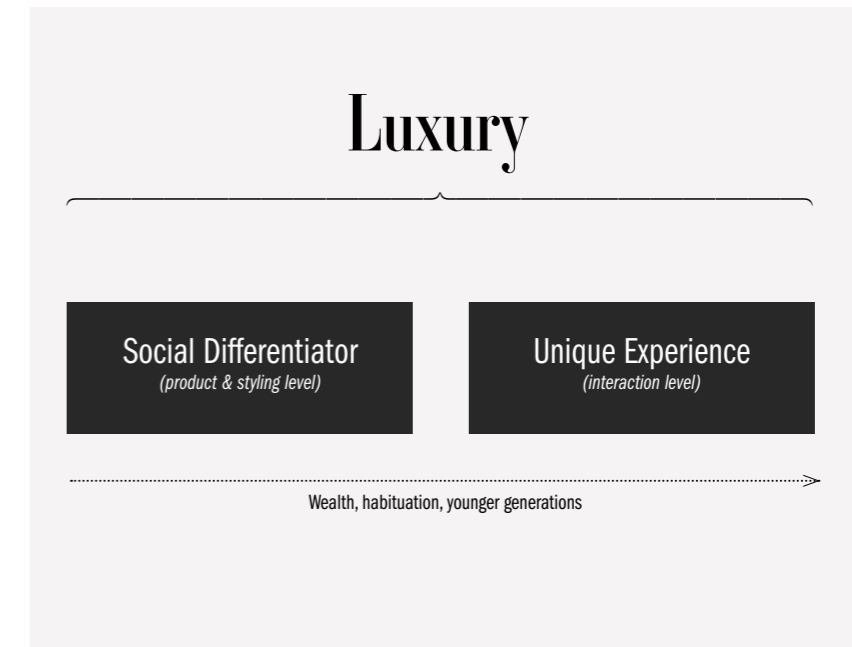 Luxury
Social Differentiator
(product & styling level)
Unique Experience
(interaction level)
Wealth, habituation, younger generations